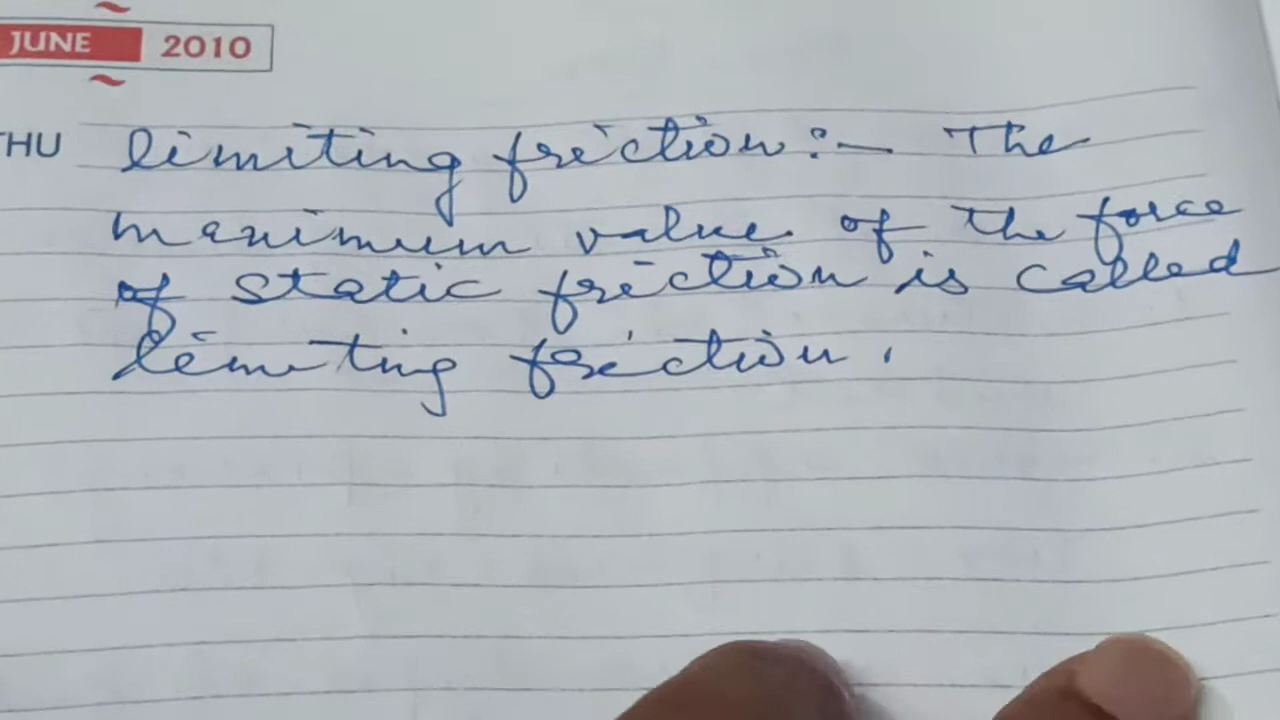 JUNE 2010
THU
limiting friction :- The
maximum value of the force
of static friction is called
limiting friction.